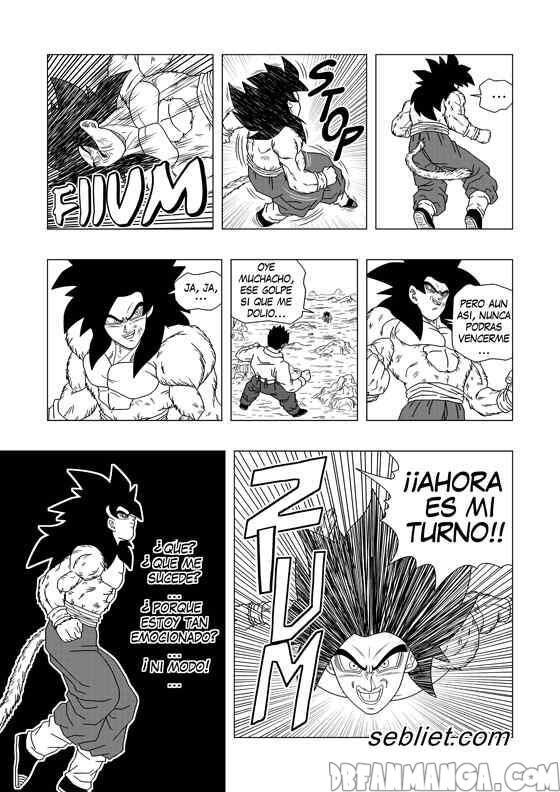 FIIUM
STOP
...
JA, JA,
...
OYE
MUCHACHO,
ESE GOLPE
SI QUE ME
DOLIO...
PERO AUN
ASI, NUNCA
PODRAS
VENCERME
...
¿QUE?
¿QUE ME
SUCEDE?
...
¿PORQUE
ESTOY TAN
EMOCIONADO?
...
¡NI MODO!
...
¡¡AHORA
ES MI
TURNO!!
ZIUM
sebliet.com
DBFANMANGA.COM